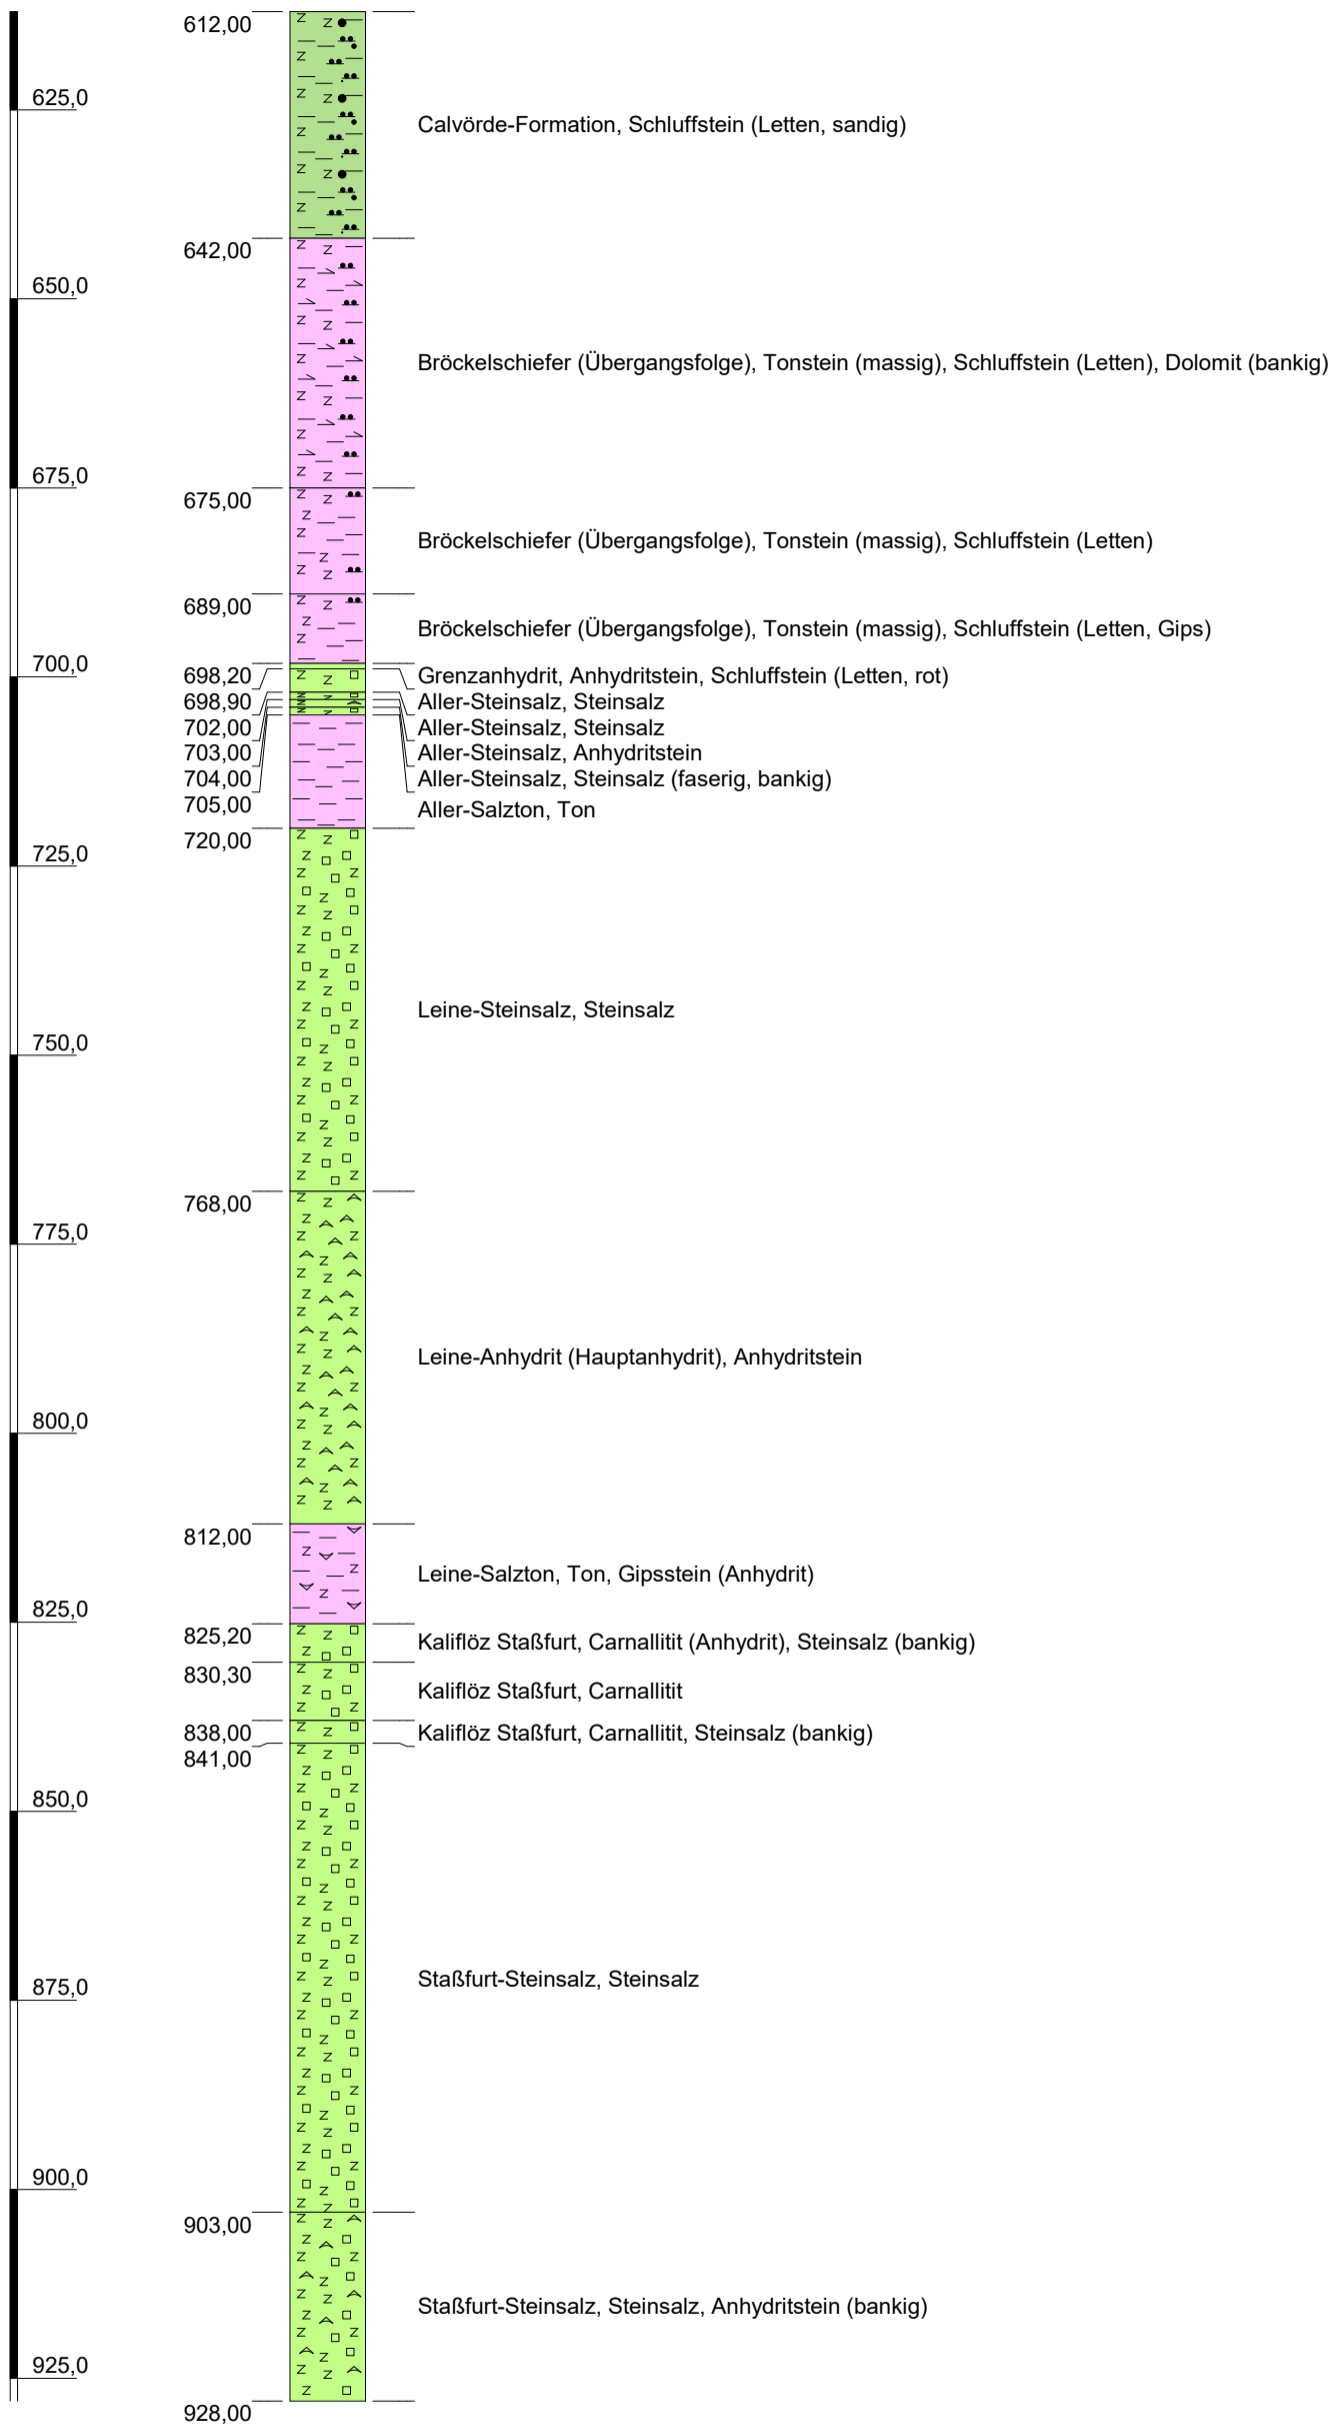 612,00
625,0
Calvörde-Formation, Schluffstein (Letten, sandig)
642,00
650,0
Bröckelschiefer (Übergangsfolge), Tonstein (massig), Schluffstein (Letten), Dolomit (bankig)
675,0
675,00
Bröckelschiefer (Übergangsfolge), Tonstein (massig), Schluffstein (Letten)
689,00
Bröckelschiefer (Übergangsfolge), Tonstein (massig), Schluffstein (Letten, Gips)
700,0
698,20 Grenzanhydrit, Anhydritstein, Schluffstein (Letten, rot)
698,90 Aller-Steinsalz, Steinsalz
702,00 Aller-Steinsalz, Steinsalz
703,00 Aller-Steinsalz, Anhydritstein
704,00 Aller-Steinsalz, Steinsalz (faserig, bankig)
705,00 Aller-Salzton, Ton
720,00
725,0
Leine-Steinsalz, Steinsalz
750,0
768,00
775,0
Leine-Anhydrit (Hauptanhydrit), Anhydritstein
800,0
812,00
Leine-Salzton, Ton, Gipsstein (Anhydrit)
825,0
825,20
Kaliflöz Staßfurt, Carnallitit (Anhydrit), Steinsalz (bankig)
830,30
Kaliflöz Staßfurt, Carnallitit
838,00 Kaliflöz Staßfurt, Carnallitit, Steinsalz (bankig)
841,00
850,0
Staßfurt-Steinsalz, Steinsalz
875,0
900,0
903,00
Staßfurt-Steinsalz, Steinsalz, Anhydritstein (bankig)
925,0
928,00